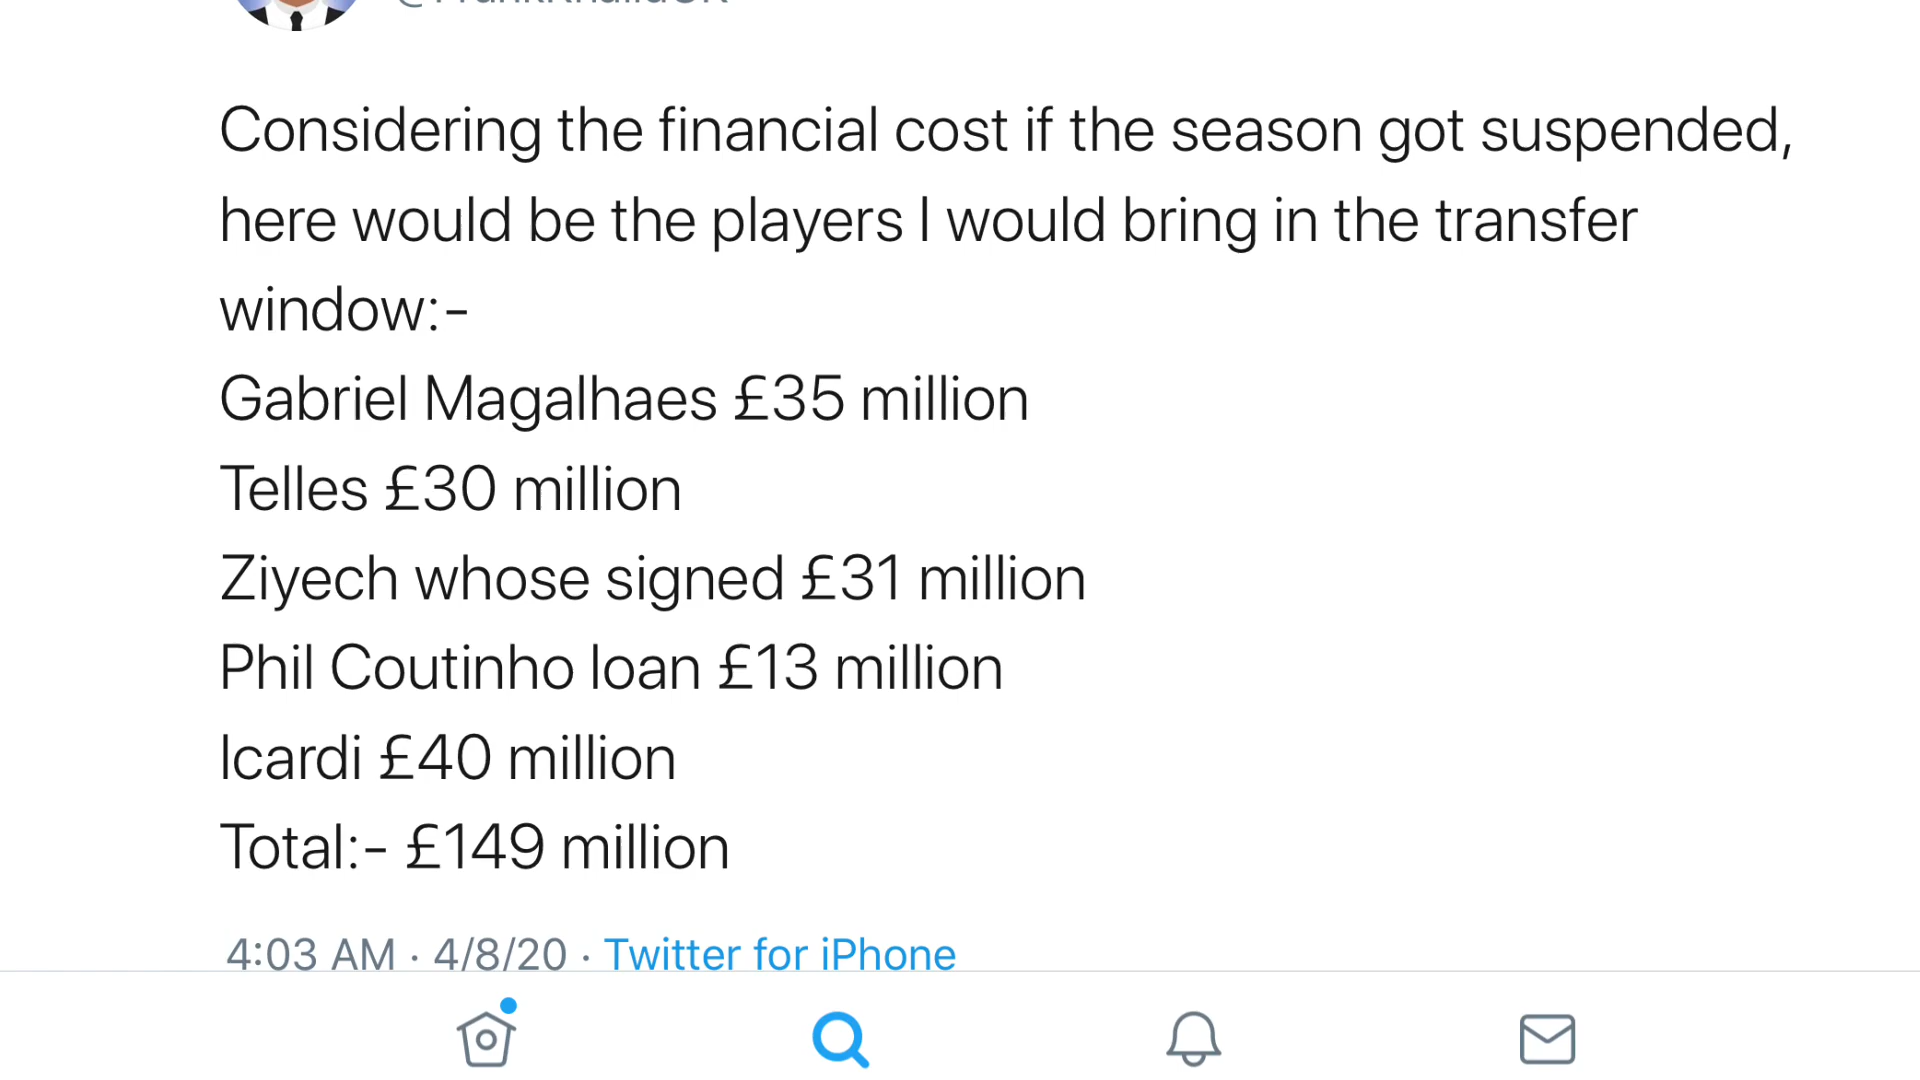 Considering the financial cost if the season got suspended,
here would be the players I would bring in the transfer
window:-
Gabriel Magalhaes £35 million
Telles £30 million
Ziyech whose signed £31 million
Phil Coutinho loan £13 million
Icardi £40 million
Total:- £149 million
4:03 AM · 4/8/20 · Twitter for iPhone